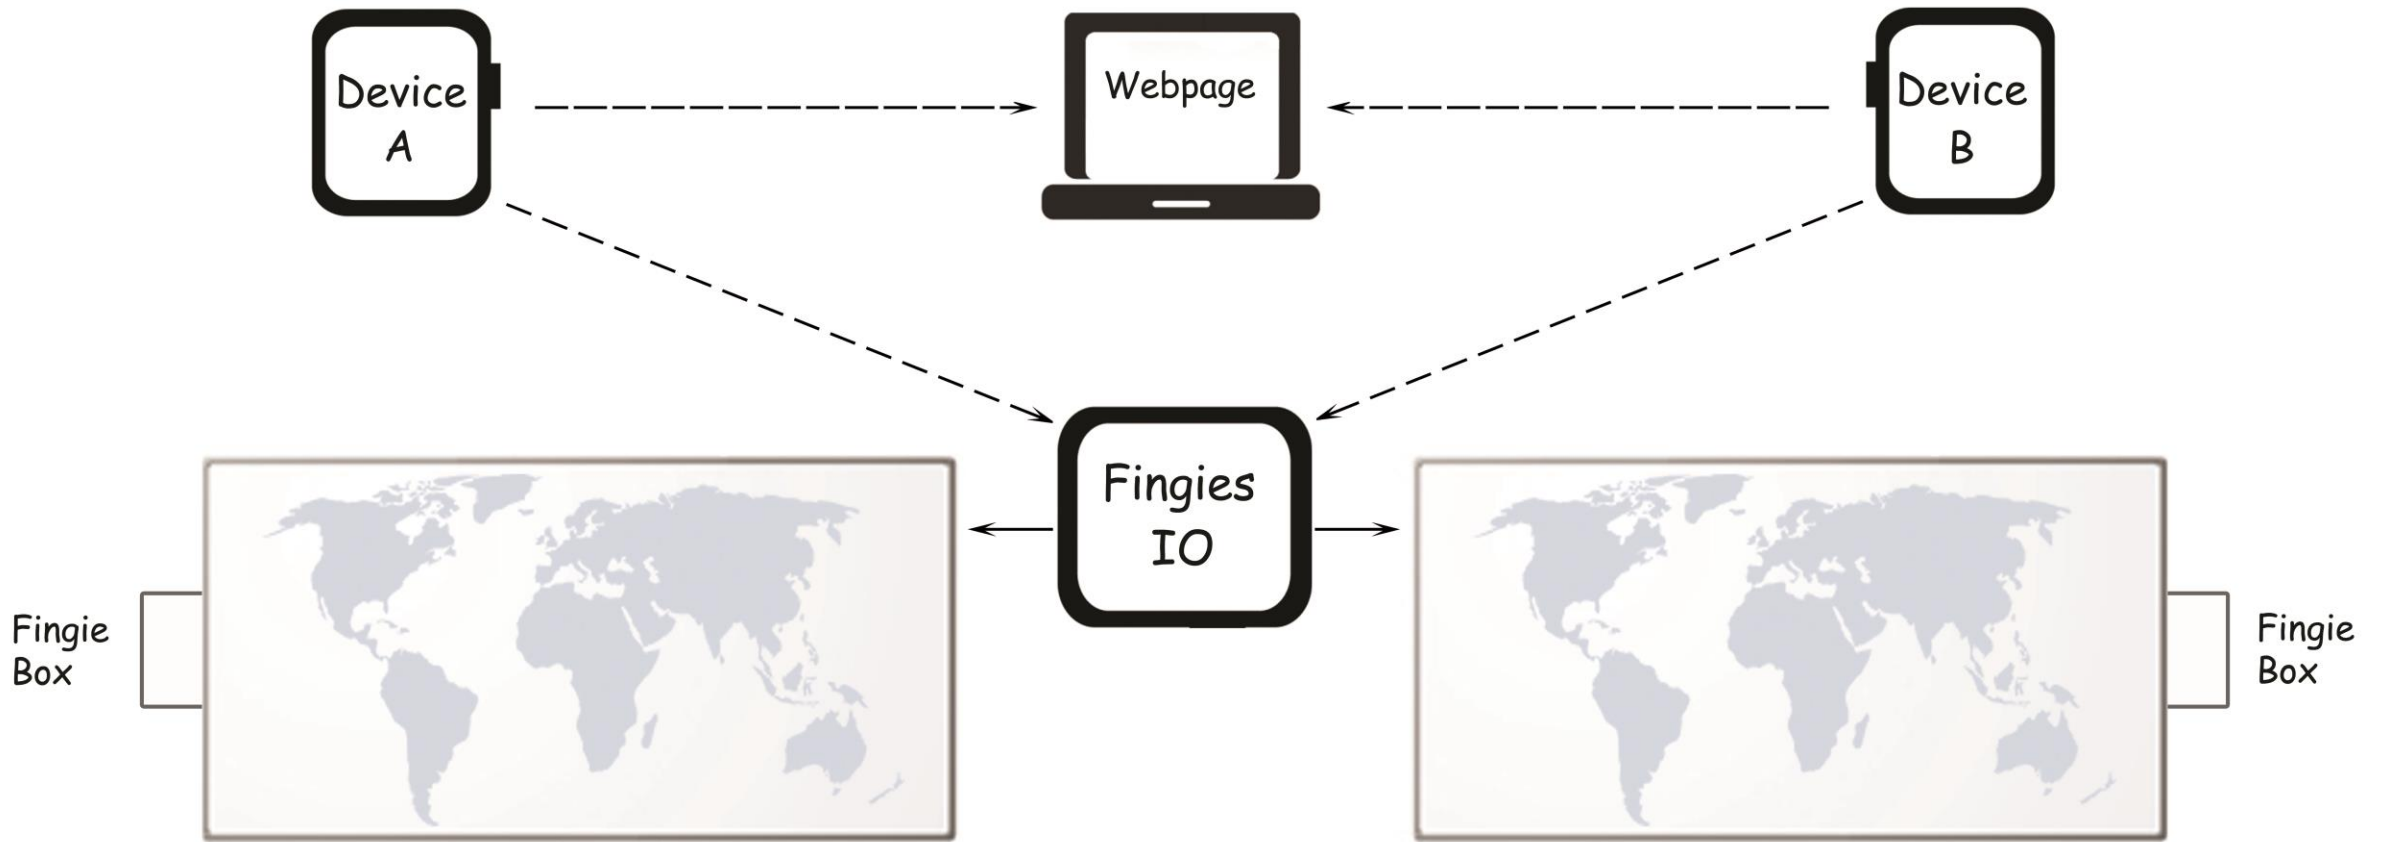 Device
A
Webpage
Device
B
Fingies
IO
Fingie
Box
Fingie
Box